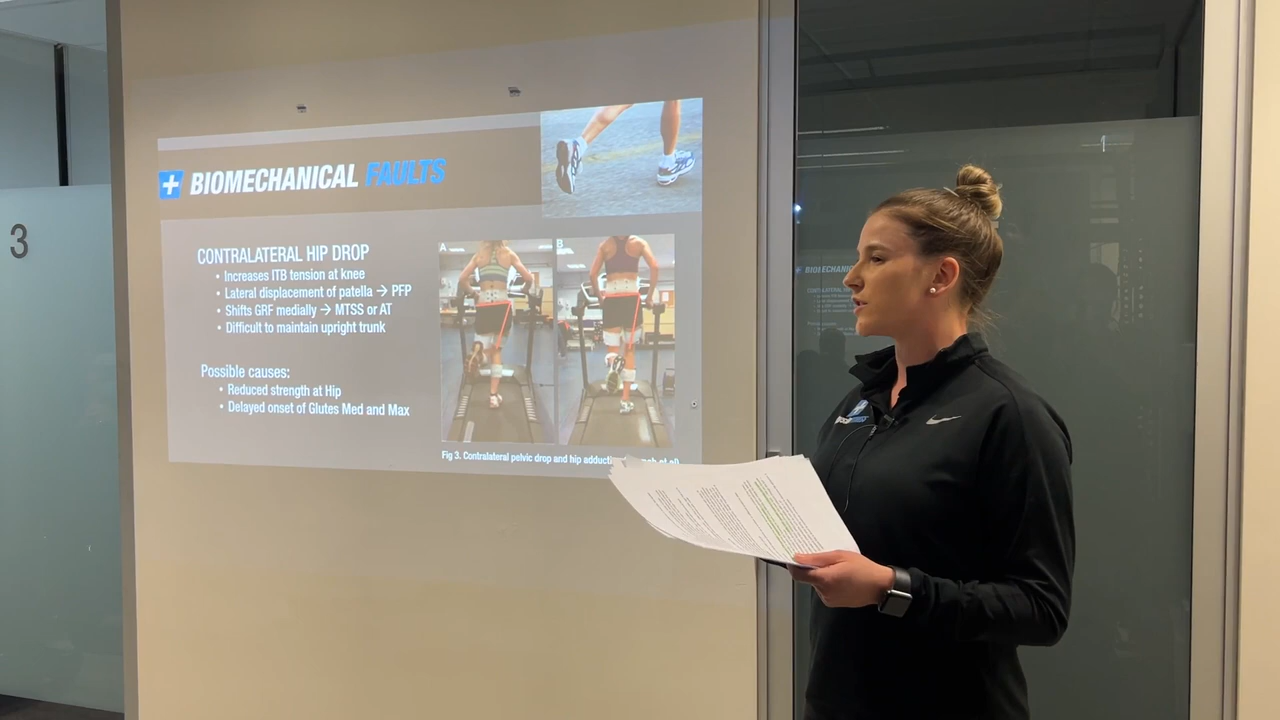 3
BIOMECHANICAL FAULTS
CONTRALATERAL HIP DROP
• Increases ITB tension at knee
• Lateral displacement of patella → PFP
• Shifts GRF medially → MTSS or AT
• Difficult to maintain upright trunk
Possible causes:
• Reduced strength at Hip
• Delayed onset of Glutes Med and Max
A
B
Fig 3. Contralateral pelvic drop and hip